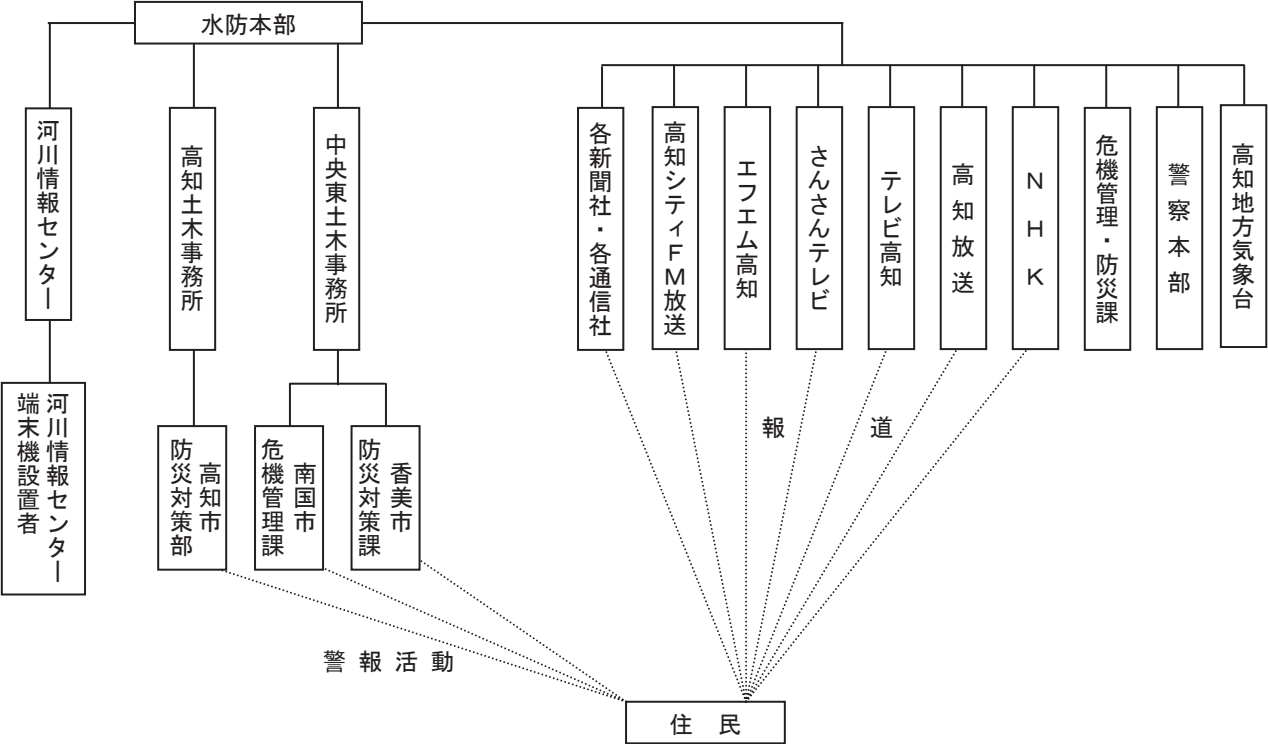 水防本部
河川情報センター
高知土木事務所
中央東土木事務所
各新聞社・各通信社
高知シティFM放送
エフエム高知
さんさんテレビ
テレビ高知
高知放送
NHK
危機管理・防災課
警察本部
高知地方気象台
河川情報センター
端末機設置者
高知市
防災対策部
南国市
危機管理課
香美市
防災対策課
報道
警報活動
住民